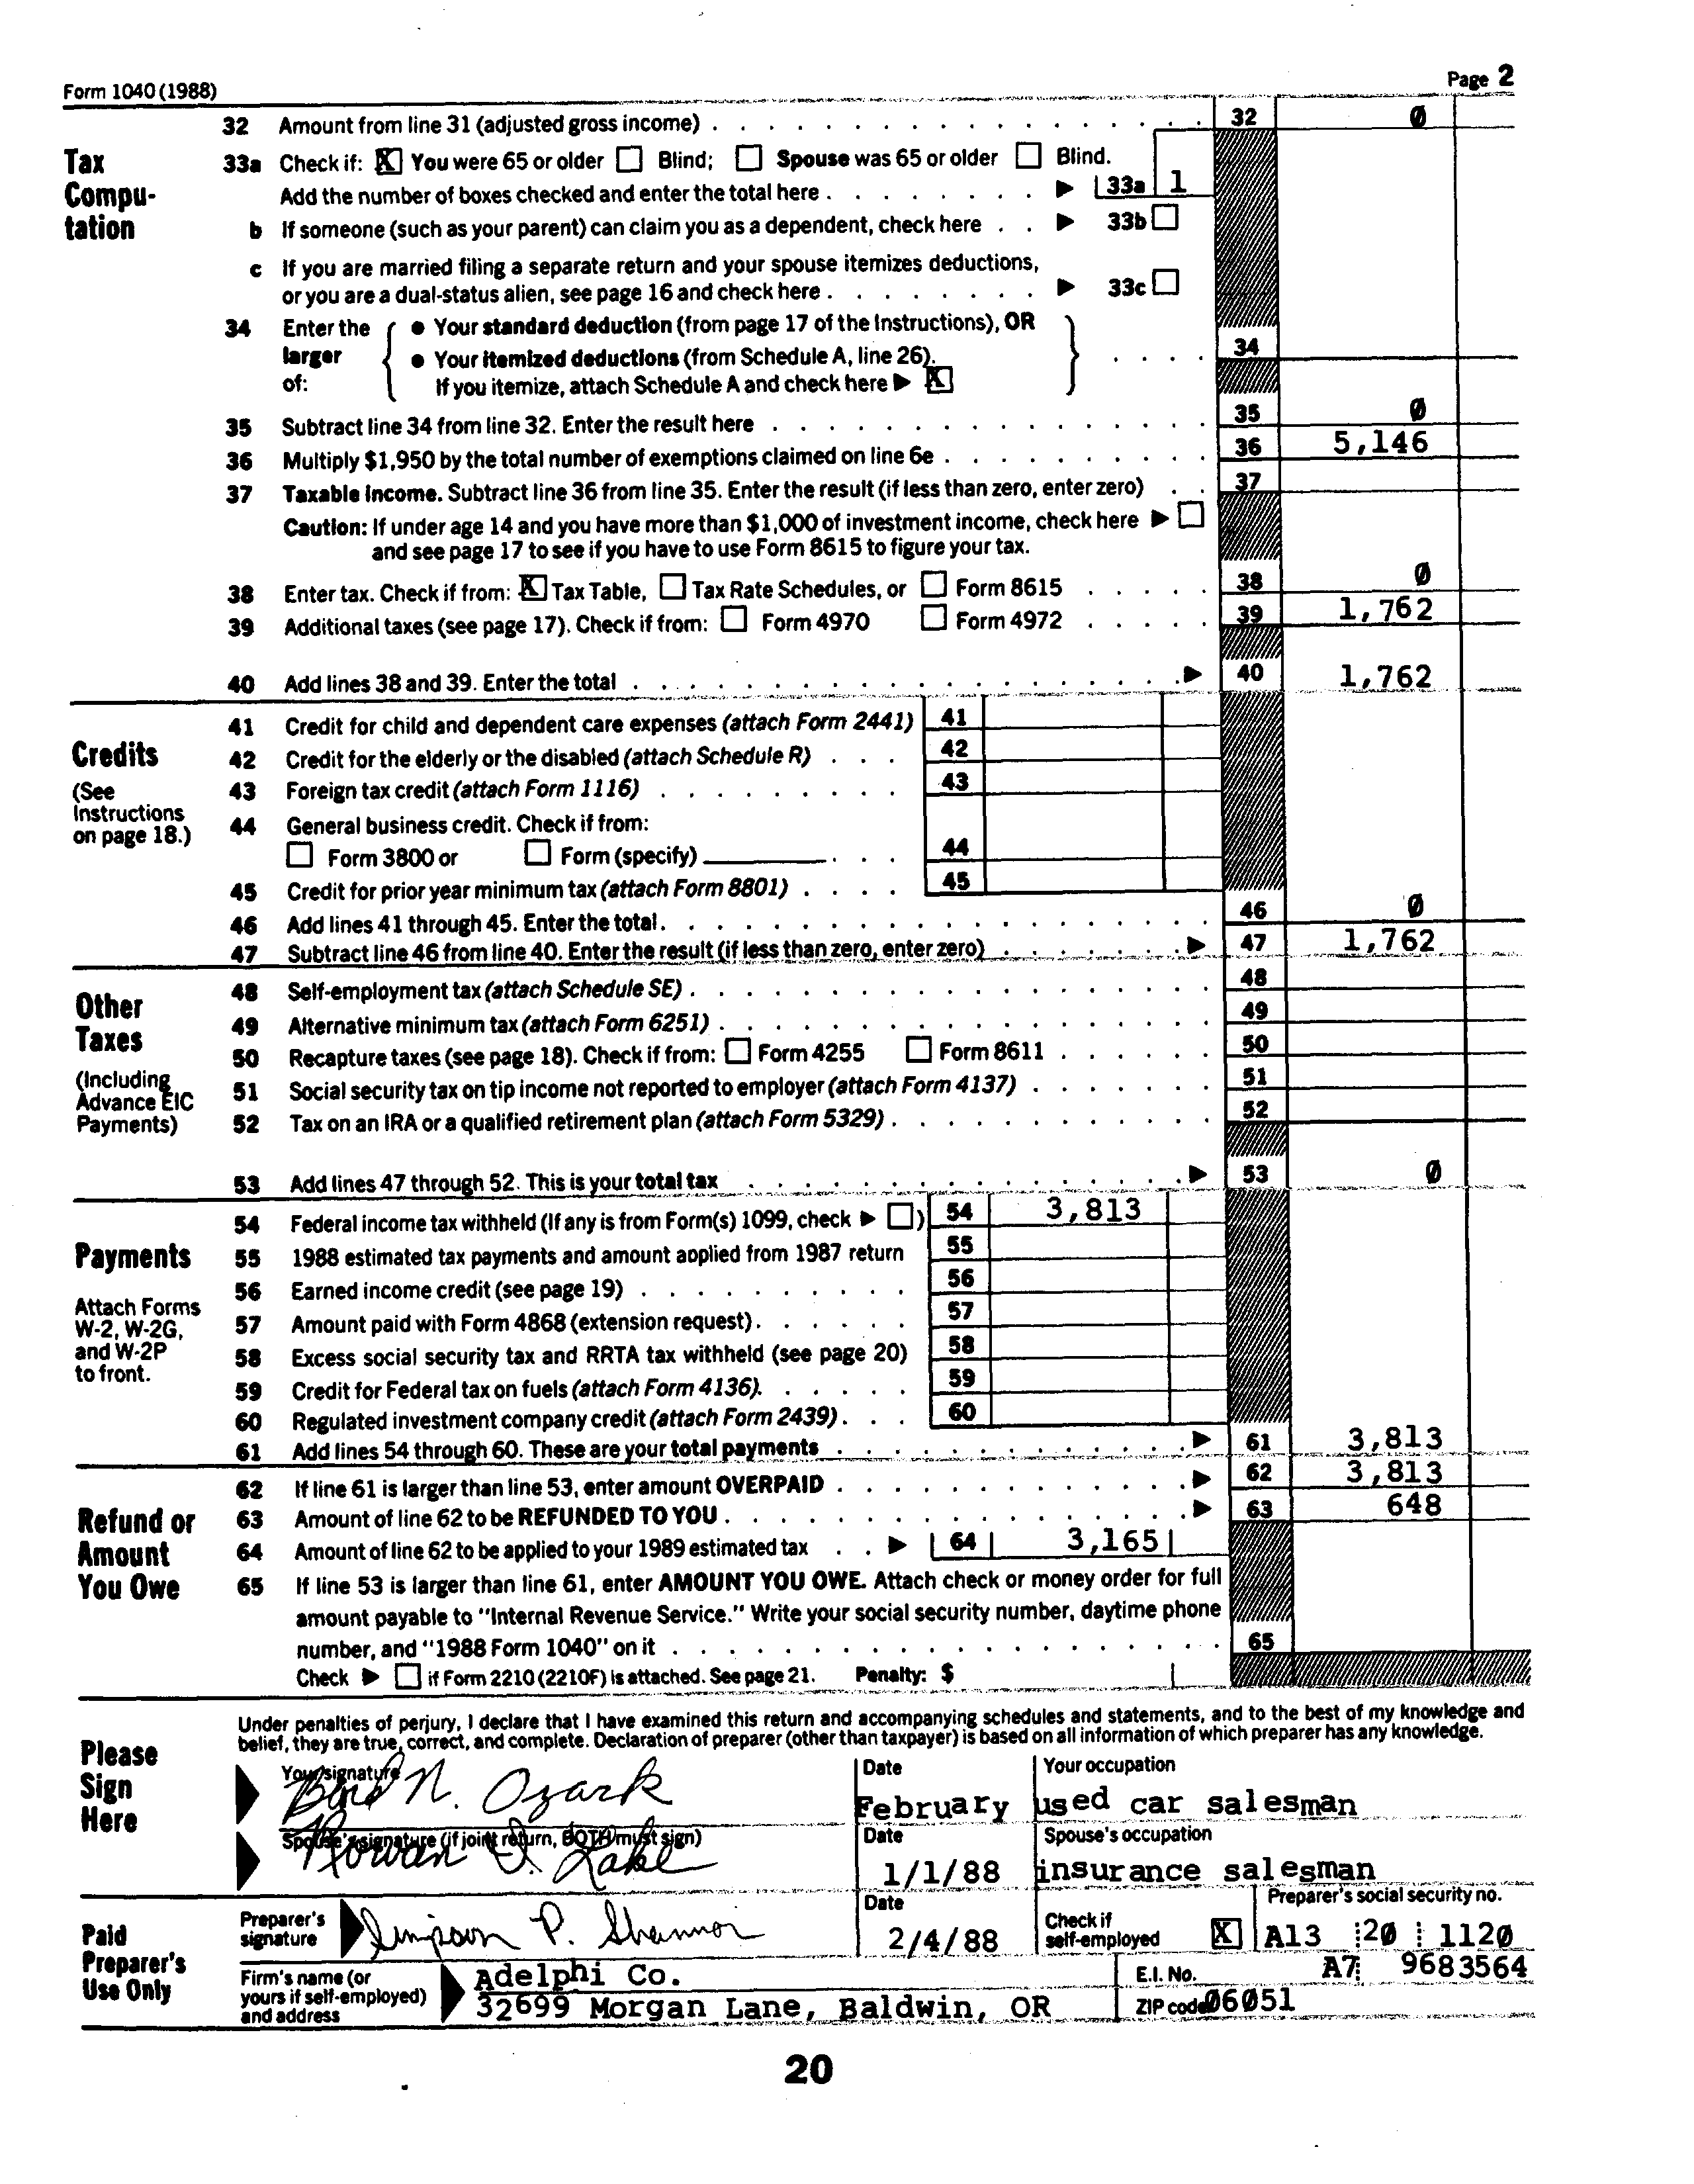 Form 1040 (1988) Page 2
32 Amount from line 31 (adjusted gross income) 32 Ø
Tax Compu-tation
33a Check if: [X] You were 65 or older ☐ Blind; ☐ Spouse was 65 or older ☐ Blind.
Add the number of boxes checked and enter the total here ▶ 33a 1
b If someone (such as your parent) can claim you as a dependent, check here ▶ 33b ☐
c If you are married filing a separate return and your spouse itemizes deductions,
or you are a dual-status alien, see page 16 and check here ▶ 33c ☐
34 Enter the larger of: { ● Your standard deduction (from page 17 of the Instructions), OR
● Your itemized deductions (from Schedule A, line 26).
If you itemize, attach Schedule A and check here ▶ [X] } 34
35 Subtract line 34 from line 32. Enter the result here 35 Ø
36 Multiply $1,950 by the total number of exemptions claimed on line 6e 36 5,146
37 Taxable income. Subtract line 36 from line 35. Enter the result (if less than zero, enter zero) 37
Caution: If under age 14 and you have more than $1,000 of investment income, check here ▶ ☐
and see page 17 to see if you have to use Form 8615 to figure your tax.
38 Enter tax. Check if from: [X] Tax Table, ☐ Tax Rate Schedules, or ☐ Form 8615 38 Ø
39 Additional taxes (see page 17). Check if from: ☐ Form 4970 ☐ Form 4972 39 1,762
40 Add lines 38 and 39. Enter the total ▶ 40 1,762
Credits
(See Instructions on page 18.)
41 Credit for child and dependent care expenses (attach Form 2441) 41
42 Credit for the elderly or the disabled (attach Schedule R) 42
43 Foreign tax credit (attach Form 1116) 43
44 General business credit. Check if from:
☐ Form 3800 or ☐ Form (specify) 44
45 Credit for prior year minimum tax (attach Form 8801) 45
46 Add lines 41 through 45. Enter the total 46 Ø
47 Subtract line 46 from line 40. Enter the result (if less than zero, enter zero) ▶ 47 1,762
Other Taxes
(Including Advance EIC Payments)
48 Self-employment tax (attach Schedule SE) 48
49 Alternative minimum tax (attach Form 6251) 49
50 Recapture taxes (see page 18). Check if from: ☐ Form 4255 ☐ Form 8611 50
51 Social security tax on tip income not reported to employer (attach Form 4137) 51
52 Tax on an IRA or a qualified retirement plan (attach Form 5329) 52
53 Add lines 47 through 52. This is your total tax ▶ 53 Ø
Payments
Attach Forms W-2, W-2G, and W-2P to front.
54 Federal income tax withheld (If any is from Form(s) 1099, check ▶ ☐) 54 3,813
55 1988 estimated tax payments and amount applied from 1987 return 55
56 Earned income credit (see page 19) 56
57 Amount paid with Form 4868 (extension request) 57
58 Excess social security tax and RRTA tax withheld (see page 20) 58
59 Credit for Federal tax on fuels (attach Form 4136) 59
60 Regulated investment company credit (attach Form 2439) 60
61 Add lines 54 through 60. These are your total payments ▶ 61 3,813
Refund or Amount You Owe
62 If line 61 is larger than line 53, enter amount OVERPAID ▶ 62 3,813
63 Amount of line 62 to be REFUNDED TO YOU ▶ 63 648
64 Amount of line 62 to be applied to your 1989 estimated tax ▶ 64 3,165
65 If line 53 is larger than line 61, enter AMOUNT YOU OWE. Attach check or money order for full
amount payable to "Internal Revenue Service." Write your social security number, daytime phone
number, and "1988 Form 1040" on it 65
Check ▶ ☐ if Form 2210 (2210F) is attached. See page 21. Penalty: $
Please Sign Here
Under penalties of perjury, I declare that I have examined this return and accompanying schedules and statements, and to the best of my knowledge and
belief, they are true, correct, and complete. Declaration of preparer (other than taxpayer) is based on all information of which preparer has any knowledge.
Your signature Date Your occupation
N. Ozark February used car salesman
Spouse's signature (if joint return, BOTH must sign) Date Spouse's occupation
Rowan Lake 1/1/88 insurance salesman
Paid Preparer's Use Only
Preparer's signature Simpson P. Shannon Date 2/4/88 Check if self-employed [X] Preparer's social security no. A13 20 1120
Firm's name (or yours if self-employed) and address Adelphi Co. E.I. No. A7 9683564
32699 Morgan Lane, Baldwin, OR ZIP code 06051
20